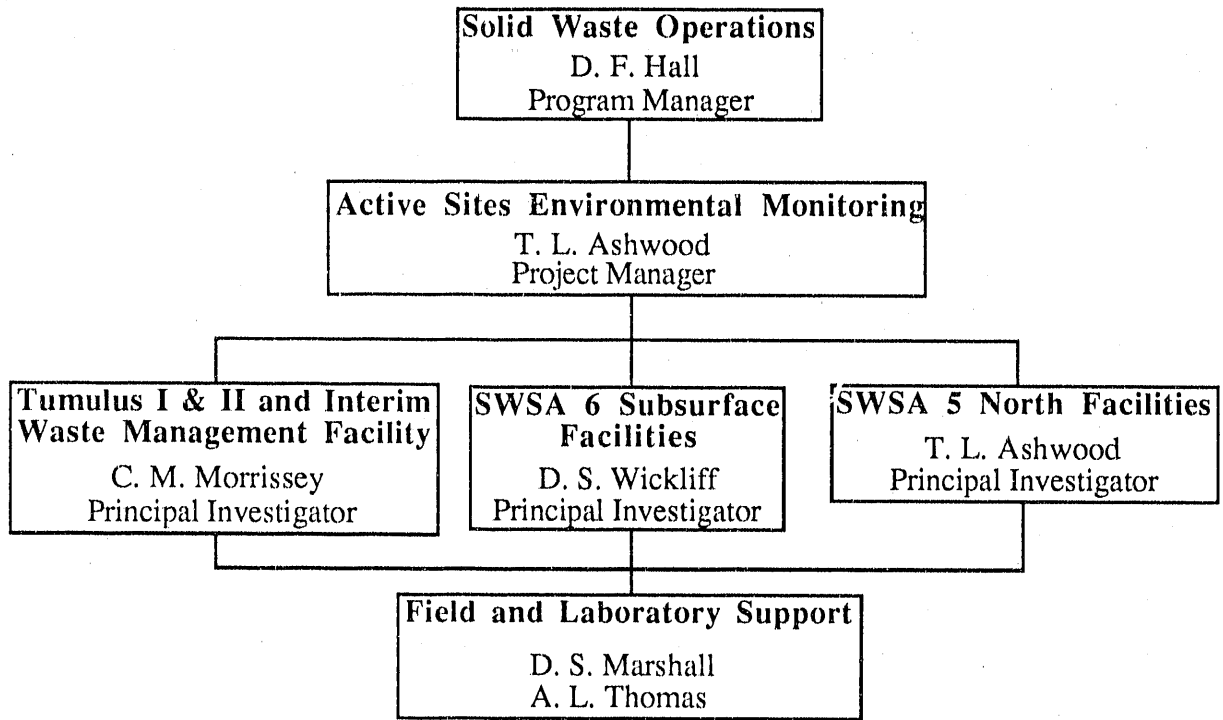 Solid Waste Operations
D. F. Hall
Program Manager
Active Sites Environmental Monitoring
T. L. Ashwood
Project Manager
Tumulus I & II and Interim
Waste Management Facility
C. M. Morrissey
Principal Investigator
SWSA 6 Subsurface
Facilities
D. S. Wickliff
Principal Investigator
SWSA 5 North Facilities
T. L. Ashwood
Principal Investigator
Field and Laboratory Support
D. S. Marshall
A. L. Thomas